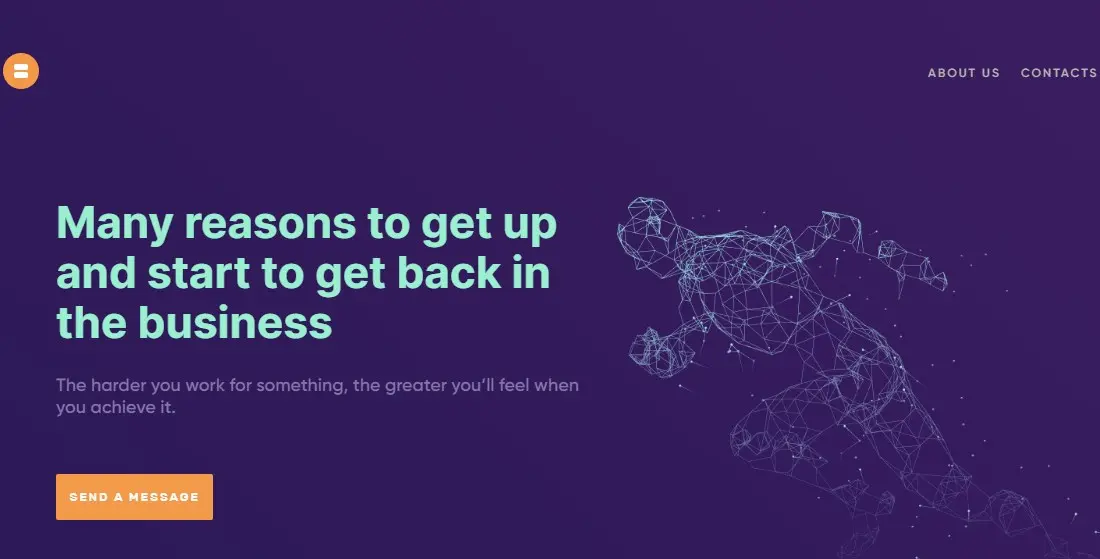 ABOUT US CONTACTS
Many reasons to get up
and start to get back in
the business
The harder you work for something, the greater you’ll feel when
you achieve it.
SEND A MESSAGE